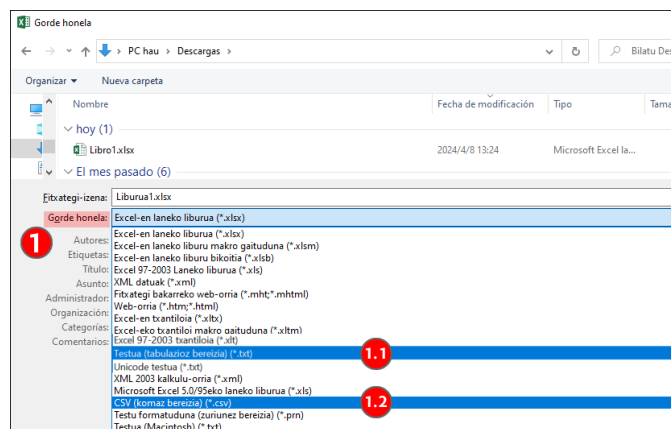 Gorde honela
PC hau > Descargas >
Bilatu Des
Organizar Nueva carpeta
Nombre Fecha de modificación Tipo Tama
hoy (1)
Libro1.xlsx 2024/4/8 13:24 Microsoft Excel la...
El mes pasado (6)
Fitxategi-izena: Liburua1.xlsx
Gorde honela: Excel-en laneko liburua (*.xlsx)
1
Autores:
Etiquetas:
Título:
Asunto:
Administrador:
Organización:
Categorías:
Comentarios:
Excel-en laneko liburua (*.xlsx)
Excel-en laneko liburu makro gaituduna (*.xlsm)
Excel-en laneko liburu bikoitia (*.xlsb)
Excel 97-2003 Laneko liburua (*.xls)
XML datuak (*.xml)
Fitxategi bakarreko web-orria (*.mht;*.mhtml)
Web-orria (*.htm;*.html)
Excel-en txantiloia (*.xltx)
Excel-eko txantiloi makro gaituduna (*.xltm)
Excel 97-2003 txantiloia (*.xlt)
Testua (tabulazioz bereizia) (*.txt) 1.1
Unicode testua (*.txt)
XML 2003 kalkulu-orria (*.xml)
Microsoft Excel 5.0/95eko laneko liburua (*.xls)
CSV (komaz bereizia) (*.csv) 1.2
Testu formatuduna (zuriunez bereizia) (*.prn)
Testua (Macintosh) (*.txt)